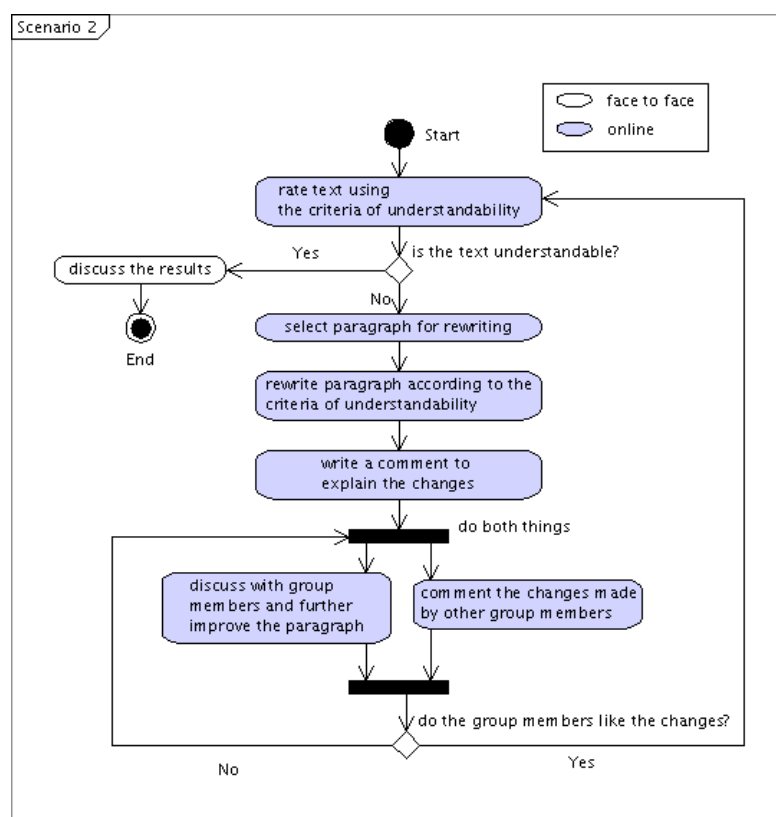 Scenario 2
face to face
online
Start
rate text using
the criteria of understandability
is the text understandable?
Yes
discuss the results
No
End
select paragraph for rewriting
rewrite paragraph according to the
criteria of understandability
write a comment to
explain the changes
do both things
discuss with group
members and further
improve the paragraph
comment the changes made
by other group members
do the group members like the changes?
No
Yes